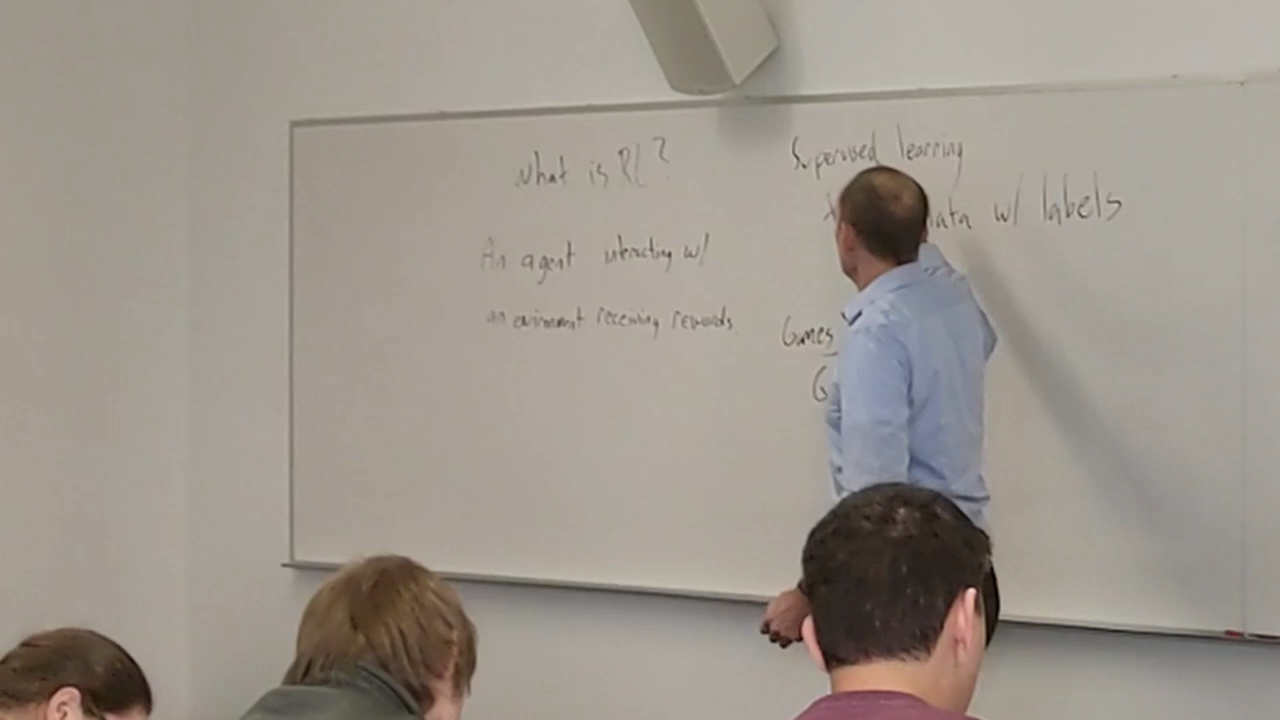 What is RL?
An agent interacting w/
an environment receiving rewards
Supervised learning
data w/ labels
Games
G